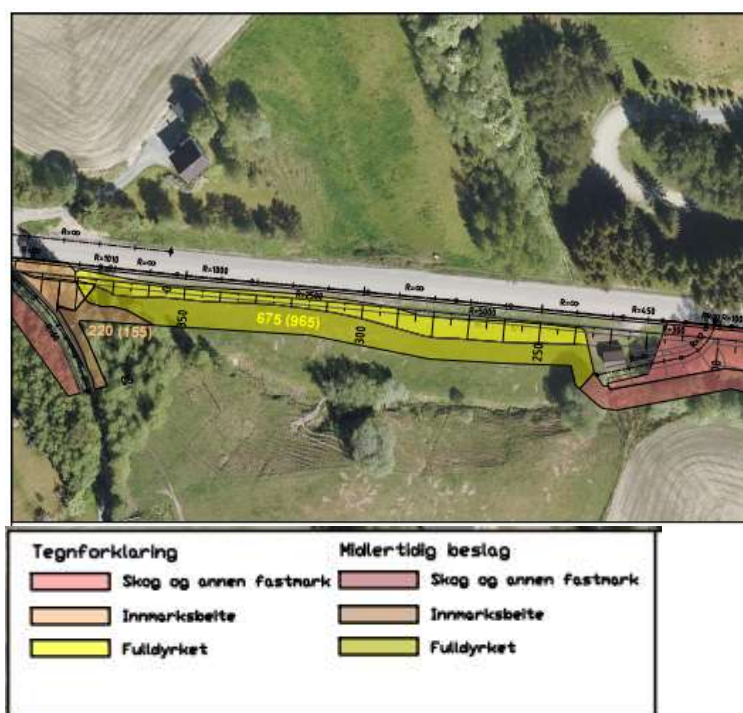 R=∞
R=1010 R=∞ R=1000
R=∞
R=5000
R=∞
R=450
220 (155)
675 (965)
350
300
250
Tegnforklaring
Skog og annen fastmark
Innmarksbeite
Fulldyrket
Midlertidig beslag
Skog og annen fastmark
Innmarksbeite
Fulldyrket